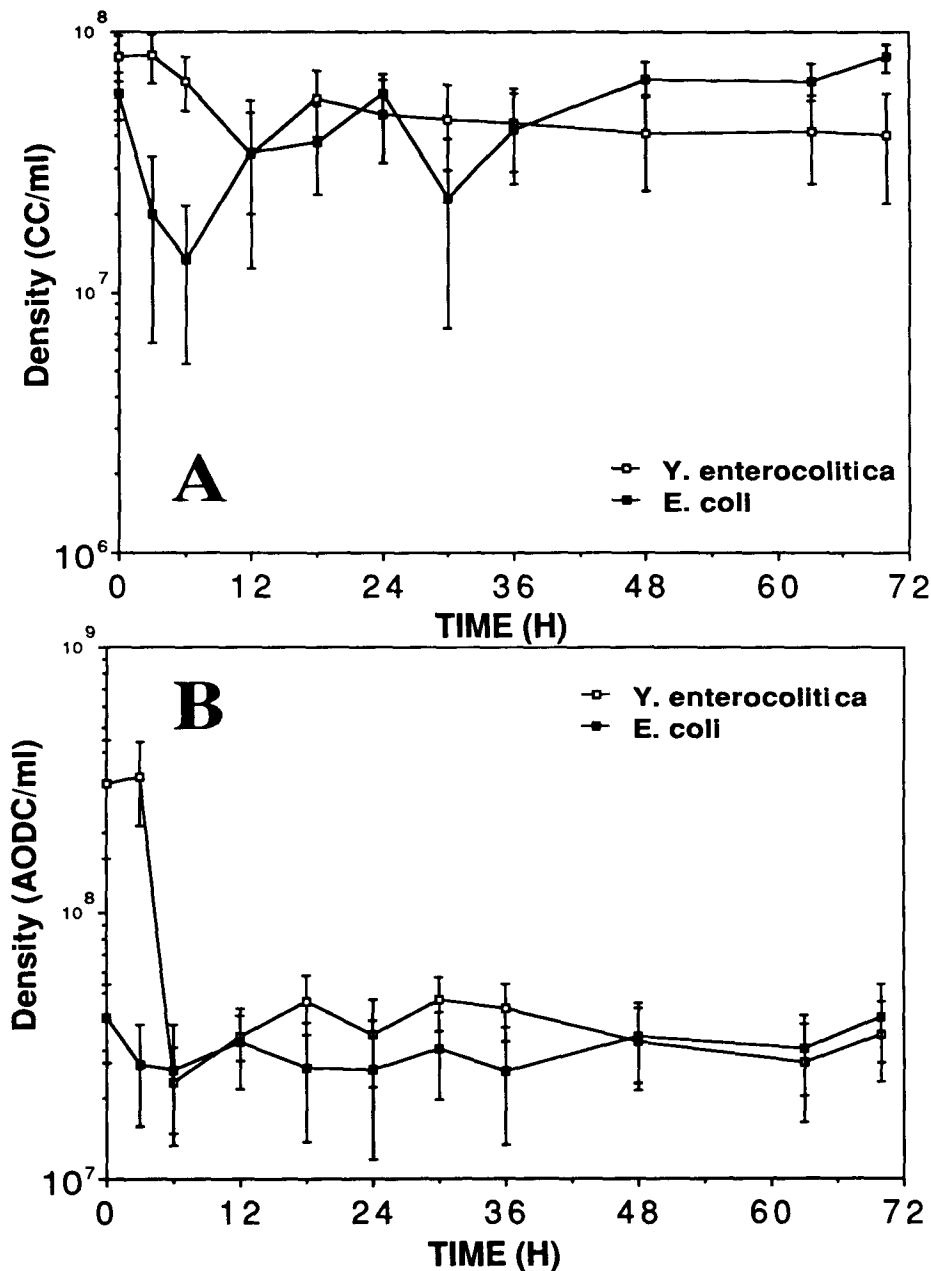 10⁸
Density (CC/ml)
10⁷
A
Y. enterocolitica
E. coli
10⁶
0 12 24 36 48 60 72
TIME (H)
10⁹
B
Y. enterocolitica
E. coli
Density (AODC/ml)
10⁸
10⁷
0 12 24 36 48 60 72
TIME (H)